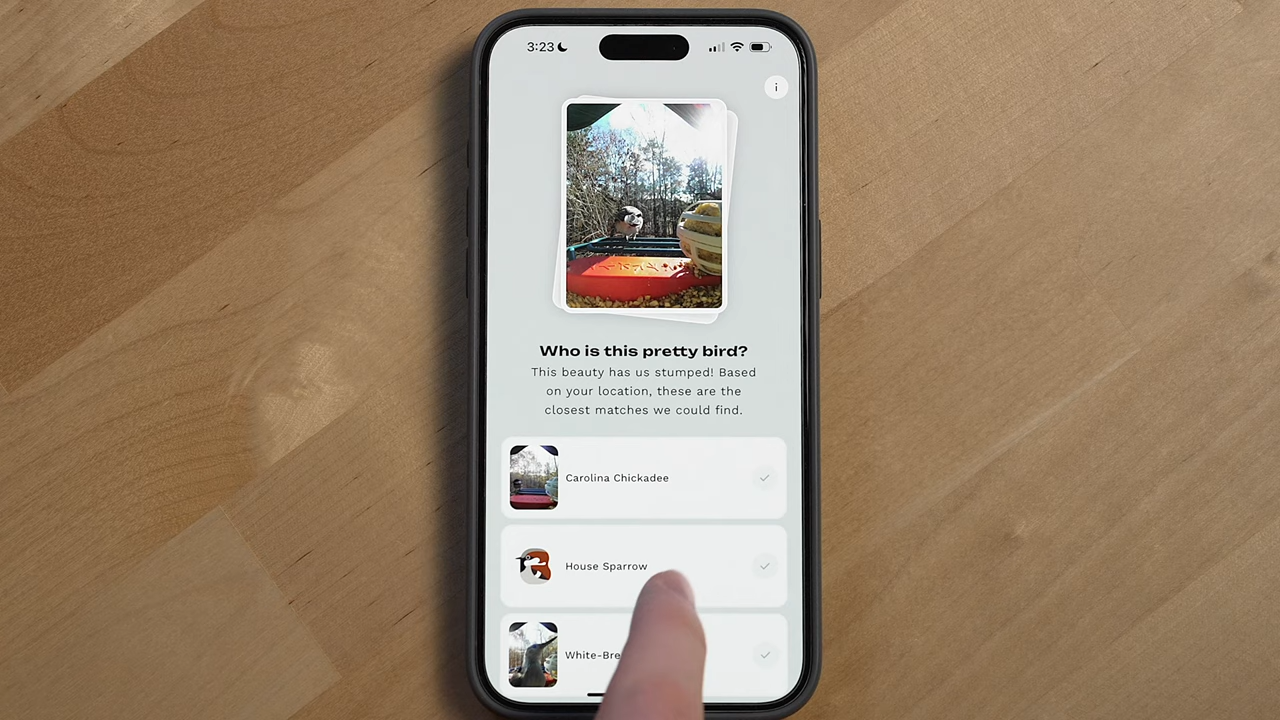 3:23
i
Who is this pretty bird?
This beauty has us stumped! Based
on your location, these are the
closest matches we could find.
Carolina Chickadee
House Sparrow
White-Bre